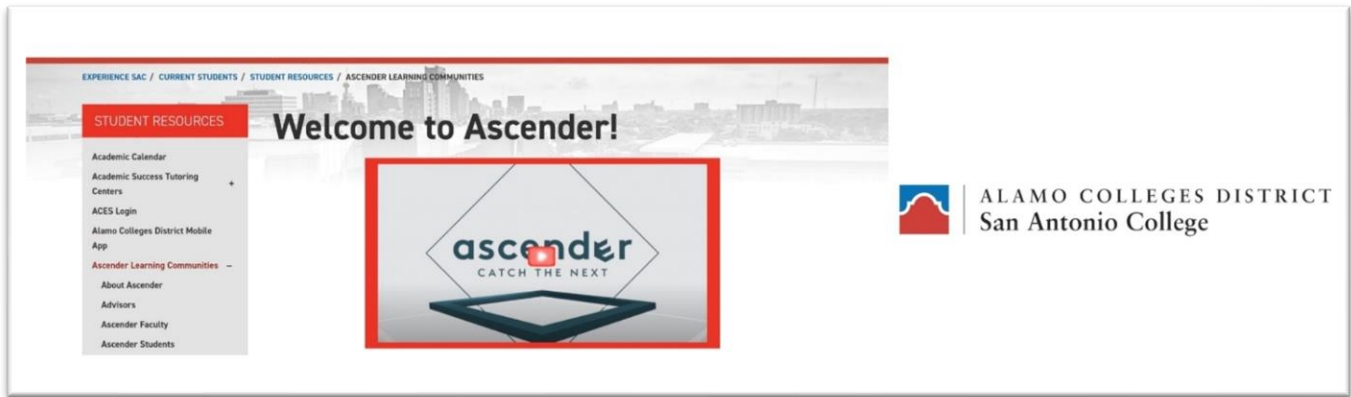 EXPERIENCE SAC / CURRENT STUDENTS / STUDENT RESOURCES / ASCENDER LEARNING COMMUNITIES
STUDENT RESOURCES
Academic Calendar
Academic Success Tutoring
Centers +
ACES Login
Alamo Colleges District Mobile
App
Ascender Learning Communities –
About Ascender
Advisors
Ascender Faculty
Ascender Students
Welcome to Ascender!
ascender
CATCH THE NEXT
ALAMO COLLEGES DISTRICT
San Antonio College